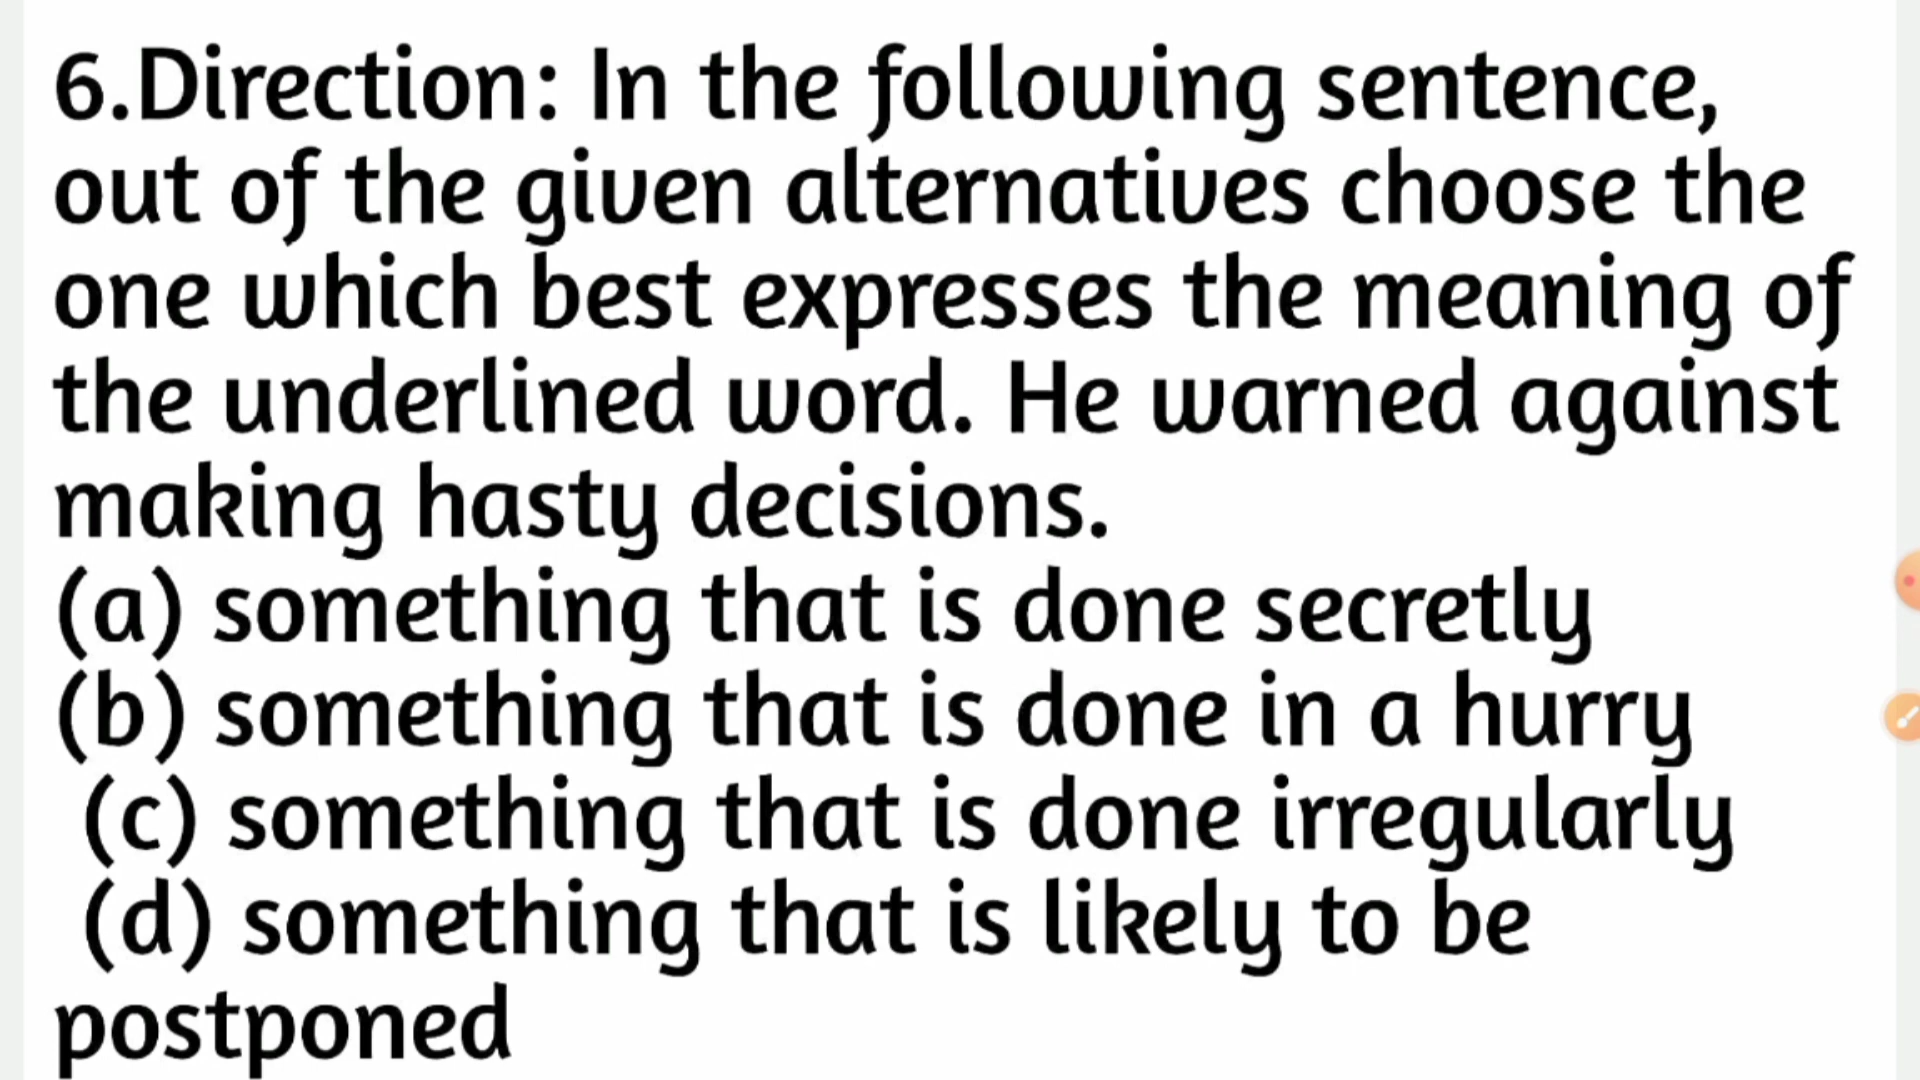 6.Direction: In the following sentence,
out of the given alternatives choose the
one which best expresses the meaning of
the underlined word. He warned against
making hasty decisions.
(a) something that is done secretly
(b) something that is done in a hurry
(c) something that is done irregularly
(d) something that is likely to be
postponed